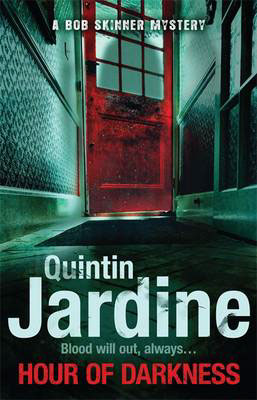 A BOB SKINNER MYSTERY
Quintin
Jardine
Blood will out, always...
HOUR OF DARKNESS